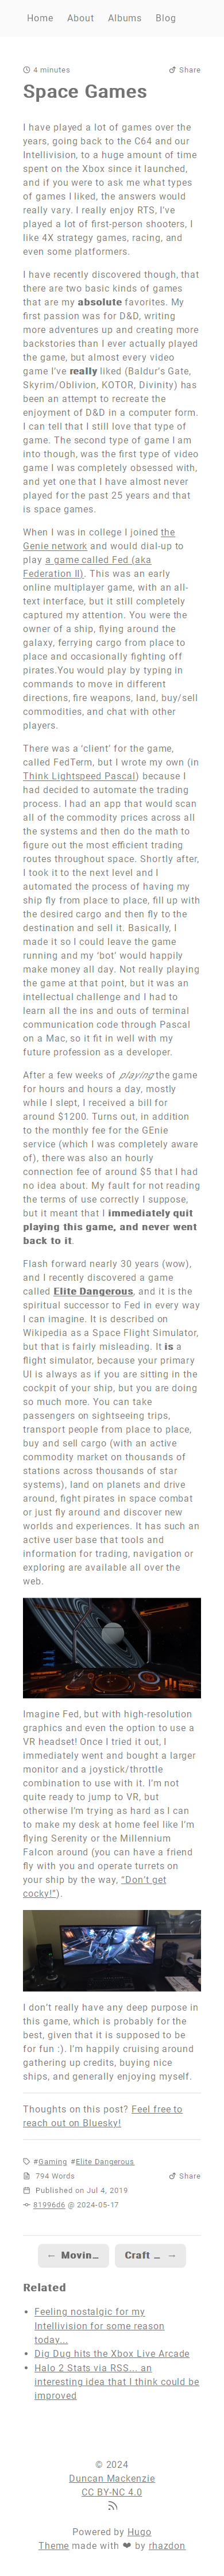 Home About Albums Blog
4 minutes Share
Space Games
I have played a lot of games over the
years, going back to the C64 and our
Intellivision, to a huge amount of time
spent on the Xbox since it launched,
and if you were to ask me what types
of games I liked, the answers would
really vary. I really enjoy RTS, I've
played a lot of first-person shooters, I
like 4X strategy games, racing, and
even some platformers.
I have recently discovered though, that
there are two basic kinds of games
that are my absolute favorites. My
first passion was for D&D, writing
more adventures up and creating more
backstories than I ever actually played
the game, but almost every video
game I've really liked (Baldur's Gate,
Skyrim/Oblivion, KOTOR, Divinity) has
been an attempt to recreate the
enjoyment of D&D in a computer form.
I can tell that I still love that type of
game. The second type of game I am
into though, was the first type of video
game I was completely obsessed with,
and yet one that I have almost never
played for the past 25 years and that
is space games.
When I was in college I joined the
Genie network and would dial-up to
play a game called Fed (aka
Federation II). This was an early
online multiplayer game, with an all-
text interface, but it still completely
captured my attention. You were the
owner of a ship, flying around the
galaxy, ferrying cargo from place to
place and occasionally fighting off
pirates.You would play by typing in
commands to move in different
directions, fire weapons, land, buy/sell
commodities, and chat with other
players.
There was a 'client' for the game,
called FedTerm, but I wrote my own (in
Think Lightspeed Pascal) because I
had decided to automate the trading
process. I had an app that would scan
all of the commodity prices across all
the systems and then do the math to
figure out the most efficient trading
routes throughout space. Shortly after,
I took it to the next level and I
automated the process of having my
ship fly from place to place, fill up with
the desired cargo and then fly to the
destination and sell it. Basically, I
made it so I could leave the game
running and my 'bot' would happily
make money all day. Not really playing
the game at that point, but it was an
intellectual challenge and I had to
learn all the ins and outs of terminal
communication code through Pascal
on a Mac, so it fit in well with my
future profession as a developer.
After a few weeks of playing the game
for hours and hours a day, mostly
while I slept, I received a bill for
around $1200. Turns out, in addition
to the monthly fee for the GEnie
service (which I was completely aware
of), there was also an hourly
connection fee of around $5 that I had
no idea about. My fault for not reading
the terms of use correctly I suppose,
but it meant that I immediately quit
playing this game, and never went
back to it.
Flash forward nearly 30 years (wow),
and I recently discovered a game
called Elite Dangerous, and it is the
spiritual successor to Fed in every way
I can imagine. It is described on
Wikipedia as a Space Flight Simulator,
but that is fairly misleading. It is a
flight simulator, because your primary
UI is always as if you are sitting in the
cockpit of your ship, but you are doing
so much more. You can take
passengers on sightseeing trips,
transport people from place to place,
buy and sell cargo (with an active
commodity market on thousands of
stations across thousands of star
systems), land on planets and drive
around, fight pirates in space combat
or just fly around and discover new
worlds and experiences. It has such an
active user base that tools and
information for trading, navigation or
exploring are available all over the
web.
Imagine Fed, but with high-resolution
graphics and even the option to use a
VR headset! Once I tried it out, I
immediately went and bought a larger
monitor and a joystick/throttle
combination to use with it. I'm not
quite ready to jump to VR, but
otherwise I'm trying as hard as I can
to make my desk at home feel like I'm
flying Serenity or the Millennium
Falcon around (you can have a friend
fly with you and operate turrets on
your ship by the way, "Don't get
cocky!").
I don't really have any deep purpose in
this game, which is probably for the
best, given that it is supposed to be
for fun :). I'm happily cruising around
gathering up credits, buying nice
ships, and generally enjoying myself.
Thoughts on this post? Feel free to
reach out on Bluesky!
#Gaming #Elite Dangerous
794 Words Share
Published on Jul 4, 2019
81996d6 @ 2024-05-17
← Movin… Craft … →
Related
Feeling nostalgic for my
Intellivision for some reason
today...
Dig Dug hits the Xbox Live Arcade
Halo 2 Stats via RSS... an
interesting idea that I think could be
improved
© 2024
Duncan Mackenzie
CC BY-NC 4.0
Powered by Hugo
Theme made with ❤ by rhazdon